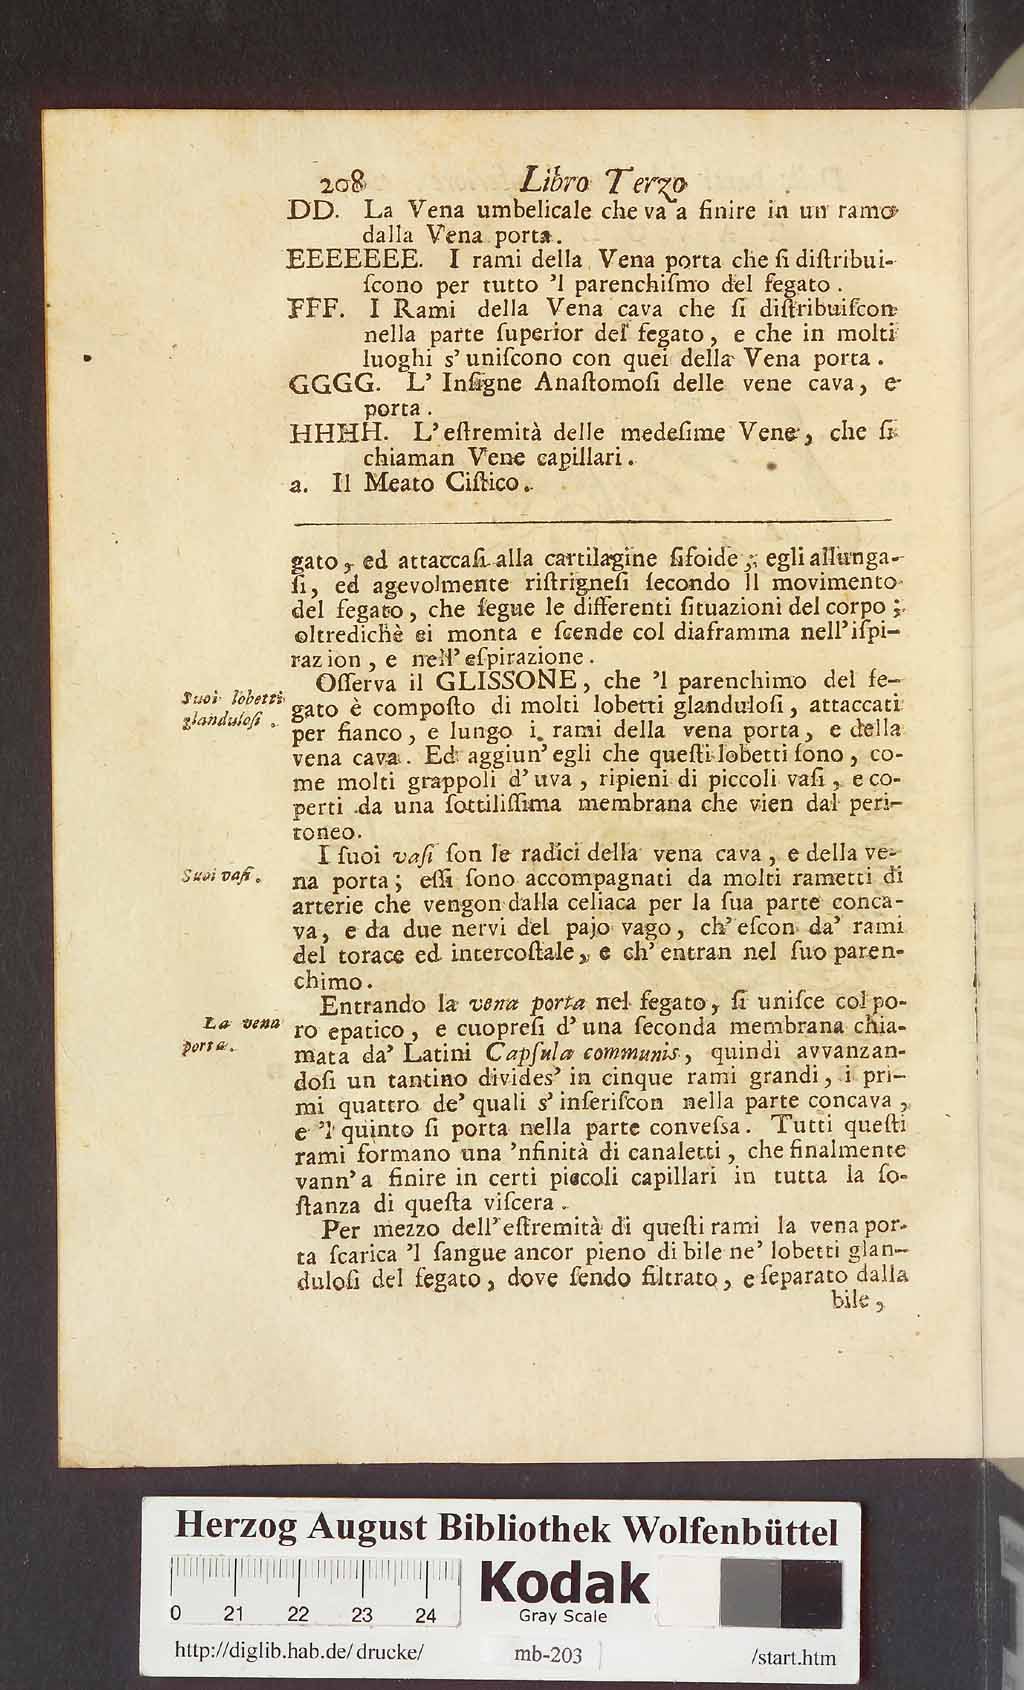 208 Libro Terzo
DD. La Vena umbelicale che va a finire in un ramo
dalla Vena porta.
EEEEEEE. I rami della Vena porta che ſi diſtribui-
ſcono per tutto 'l parenchiſmo del fegato.
FFF. I Rami della Vena cava che ſi diſtribuiſcon
nella parte ſuperior del fegato, e che in molti
luoghi s' uniſcono con quei della Vena porta.
GGGG. L' Inſigne Anaſtomoſi delle vene cava, e
porta.
HHHH. L'eſtremità delle medeſime Vene, che ſi
chiaman Vene capillari.
a. Il Meato Ciſtico.
gato, ed attaccaſi alla cartilagine ſifoide; egli allunga-
ſi, ed agevolmente riſtrigneſi ſecondo il movimento
del fegato, che ſegue le differenti ſituazioni del corpo;
oltredichè ei monta e ſcende col diaframma nell'iſpi-
razion, e nell' eſpirazione.
Oſſerva il GLISSONE, che 'l parenchimo del fe-
Suoi lobetti
glanduloſi.
gato è compoſto di molti lobetti glanduloſi, attaccati
per fianco, e lungo i rami della vena porta, e della
vena cava. Ed aggiun' egli che queſti lobetti ſono, co-
me molti grappoli d' uva, ripieni di piccoli vaſi, e co-
perti da una ſottiliſſima membrana che vien dal peri-
toneo.
I ſuoi vaſi ſon le radici della vena cava, e della ve-
Suoi vaſi.
na porta; eſſi ſono accompagnati da molti rametti di
arterie che vengon dalla celiaca per la ſua parte conca-
va, e da due nervi del pajo vago, ch' eſcon da' rami
del torace ed intercoſtale, e ch' entran nel ſuo paren-
chimo.
Entrando la vena porta nel fegato, ſi uniſce col po-
La vena
porta.
ro epatico, e cuopreſi d' una ſeconda membrana chia-
mata da' Latini Capſula communis, quindi avvanzan-
doſi un tantino divides' in cinque rami grandi, i pri-
mi quattro de' quali s' inſeriſcon nella parte concava,
e 'l quinto ſi porta nella parte conveſsa. Tutti queſti
rami formano una 'nfinità di canaletti, che finalmente
vann' a finire in certi piccoli capillari in tutta la ſo-
ſtanza di queſta viſcera.
Per mezzo dell' eſtremità di queſti rami la vena por-
ta ſcarica 'l ſangue ancor pieno di bile ne' lobetti glan-
duloſi del fegato, dove ſendo filtrato, e ſeparato dalla
bile,
Herzog August Bibliothek Wolfenbüttel
Kodak
Gray Scale
0 21 22 23 24
http://diglib.hab.de/drucke/ mb-203 /start.htm